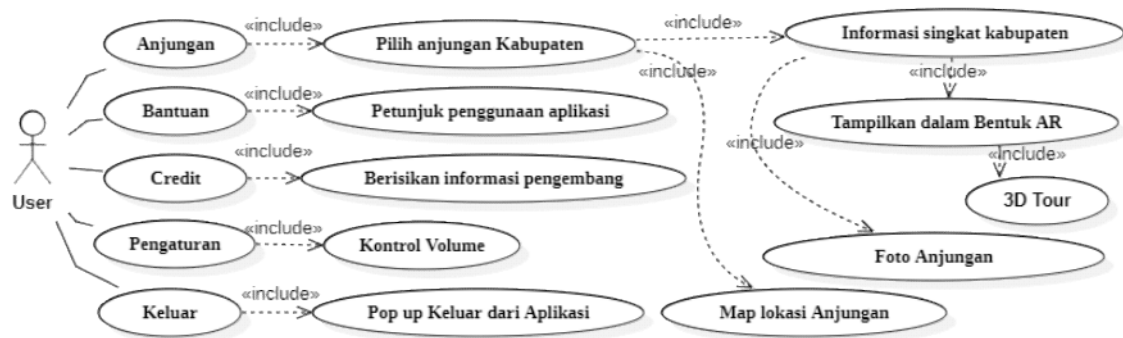 Anjungan
«include»
Pilih anjungan Kabupaten
«include»
Informasi singkat kabupaten
«include»
«include»
Bantuan
«include»
Petunjuk penggunaan aplikasi
Tampilkan dalam Bentuk AR
«include»
«include»
Credit
«include»
Berisikan informasi pengembang
3D Tour
User
Pengaturan
«include»
Kontrol Volume
Foto Anjungan
Keluar
«include»
Pop up Keluar dari Aplikasi
Map lokasi Anjungan